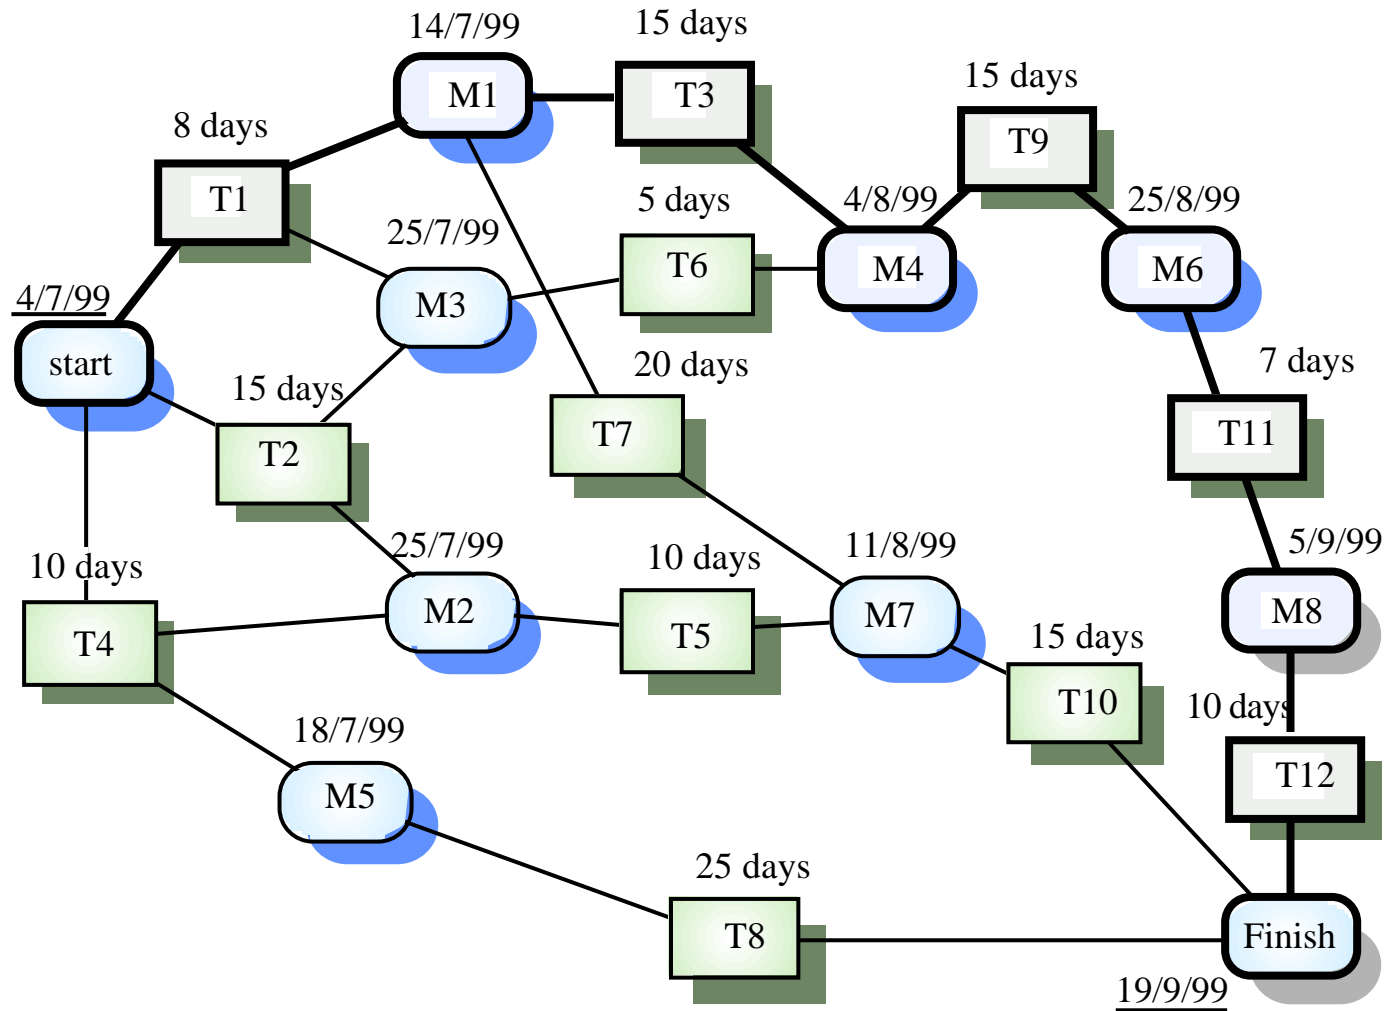 14/7/99
15 days
M1
T3
15 days
8 days
T9
T1
5 days
4/8/99
25/8/99
25/7/99
T6
M4
M6
4/7/99
M3
start
20 days
7 days
15 days
T2
T7
T11
25/7/99
10 days
11/8/99
5/9/99
10 days
M2
M7
M8
T4
T5
15 days
T10
10 days
18/7/99
M5
T12
25 days
T8
Finish
19/9/99